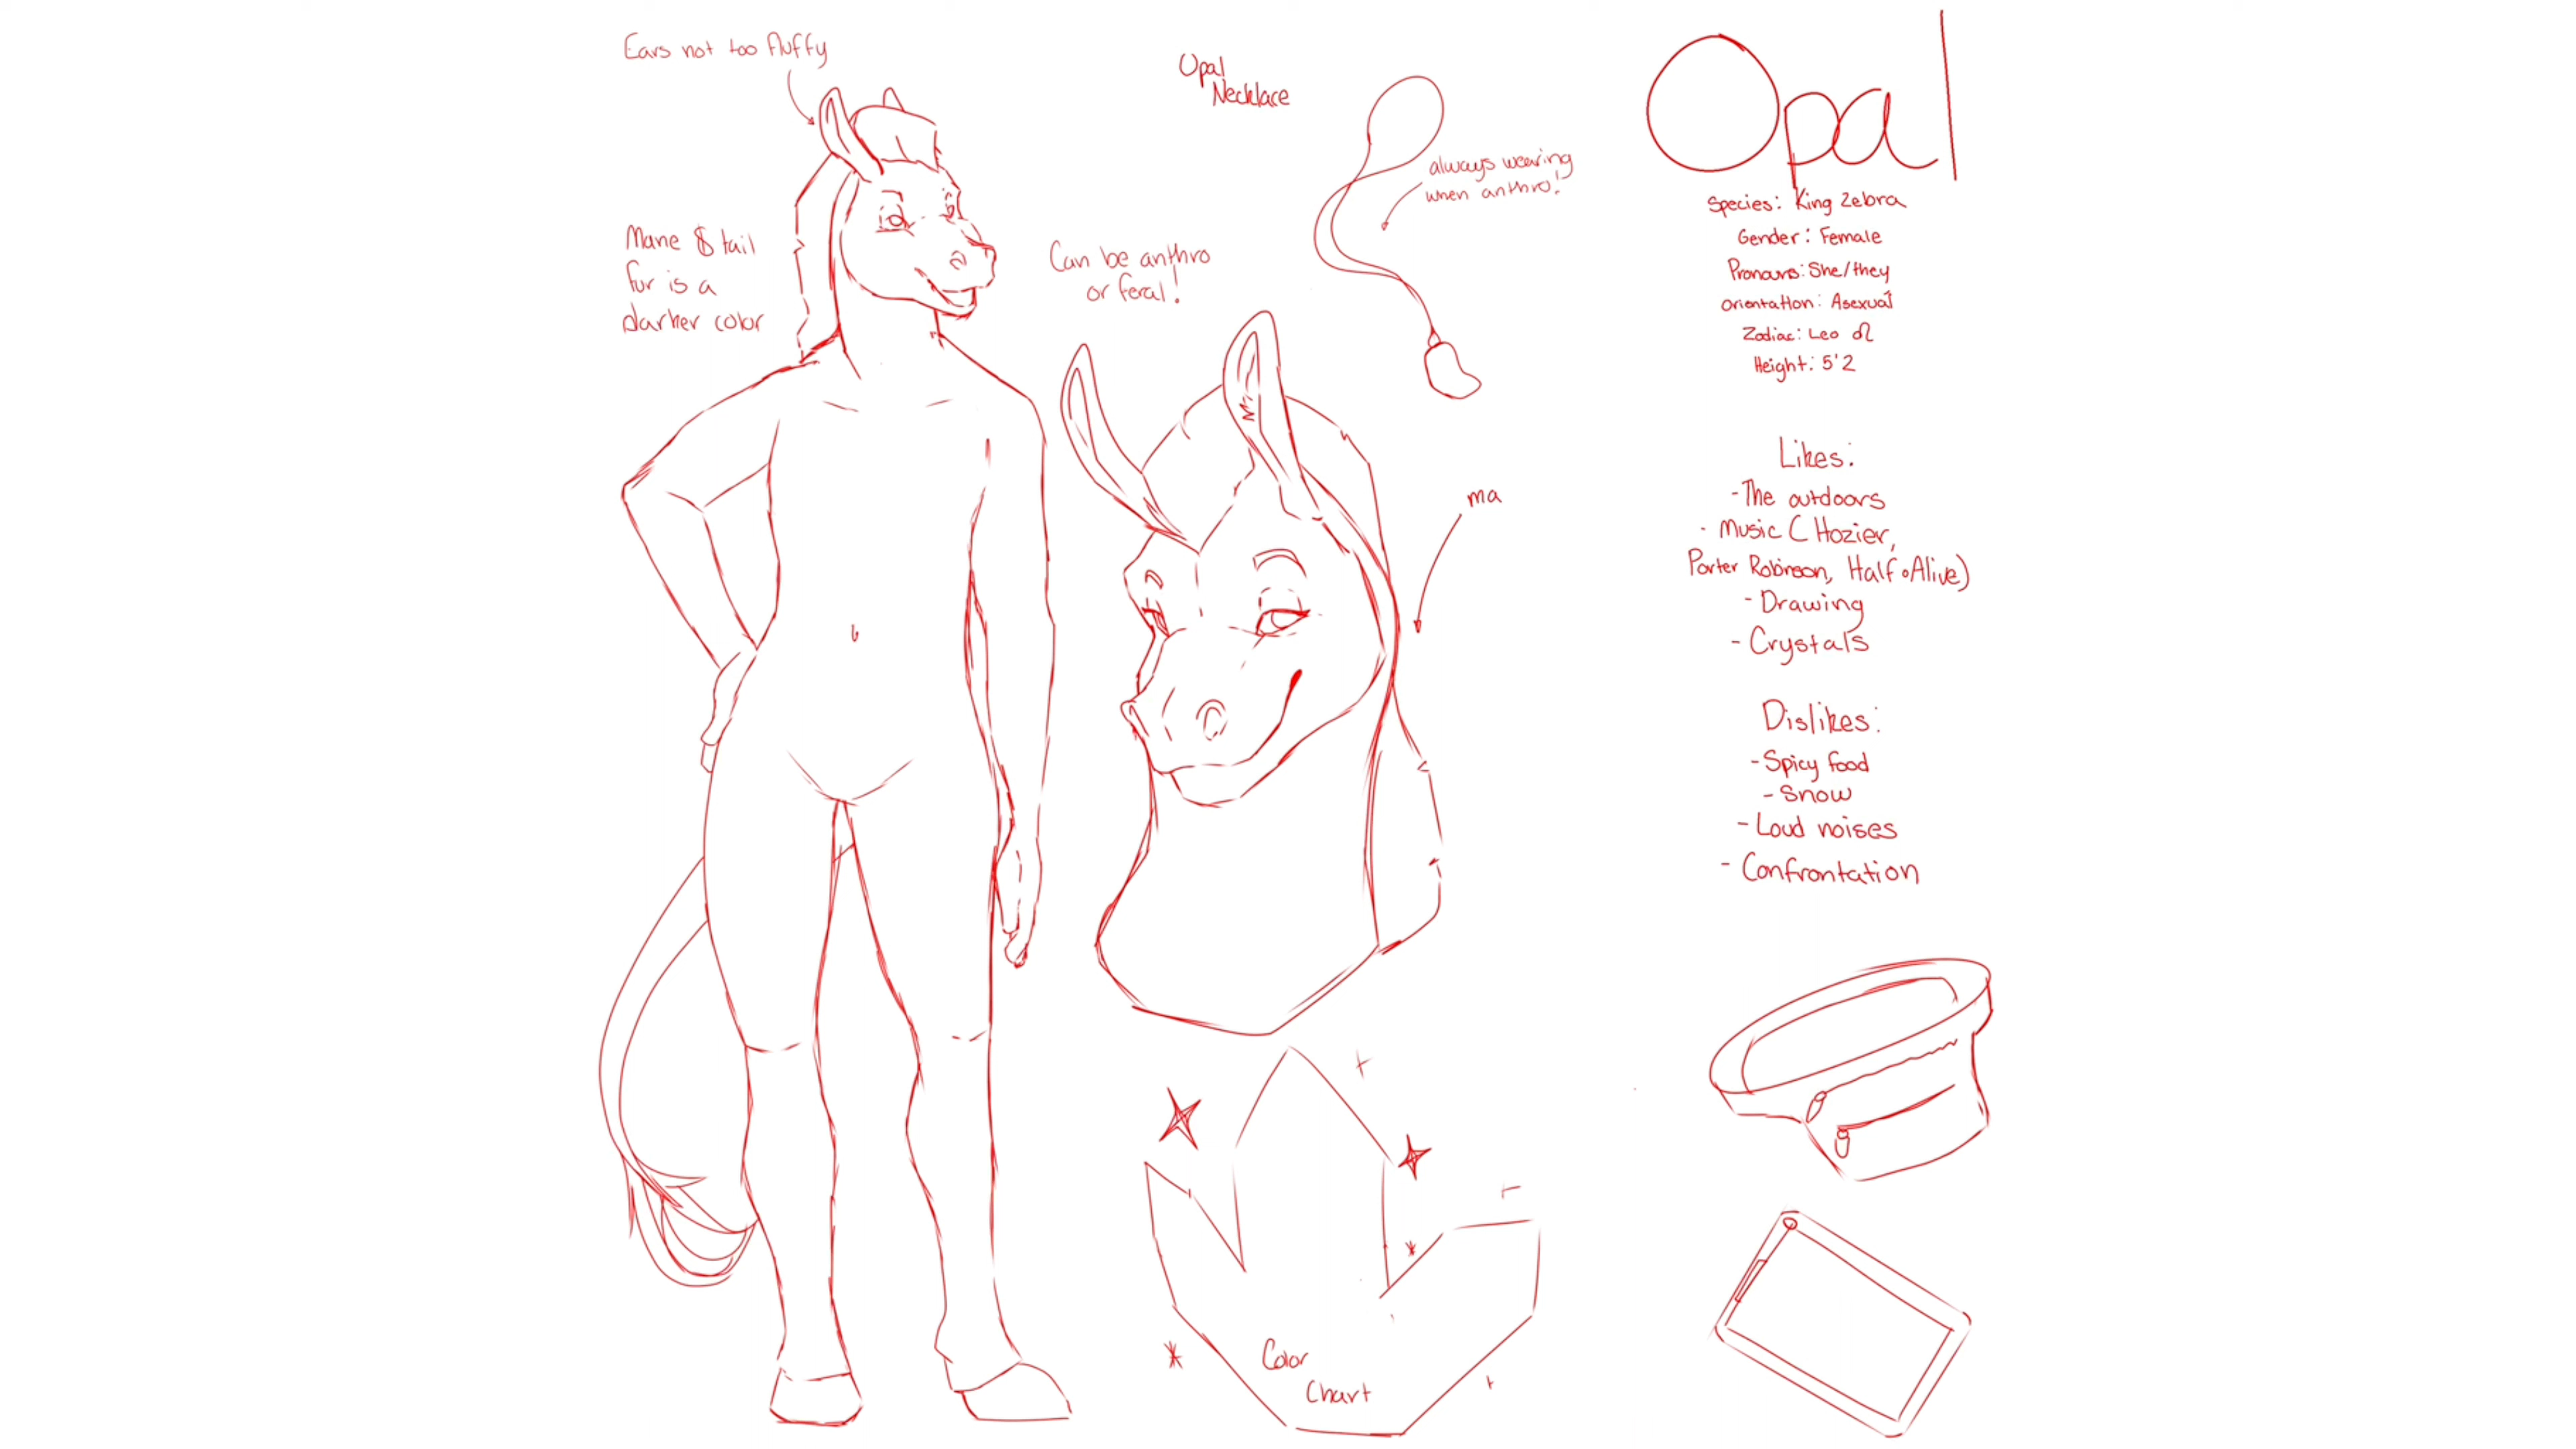 Ears not too fluffy
Mane & tail
fur is a
darker color
Can be anthro
or feral!
Opal
Necklace
always wearing
when anthro!
ma
Color
Chart
Opal
Species: King Zebra
Gender: Female
Pronouns: She/they
Orientation: Asexual
Zodiac: Leo ♌
Height: 5'2
Likes:
-The outdoors
- Music (Hozier,
Porter Robinson, Half•Alive)
- Drawing
- Crystals
Dislikes:
-Spicy food
- Snow
- Loud noises
- Confrontation